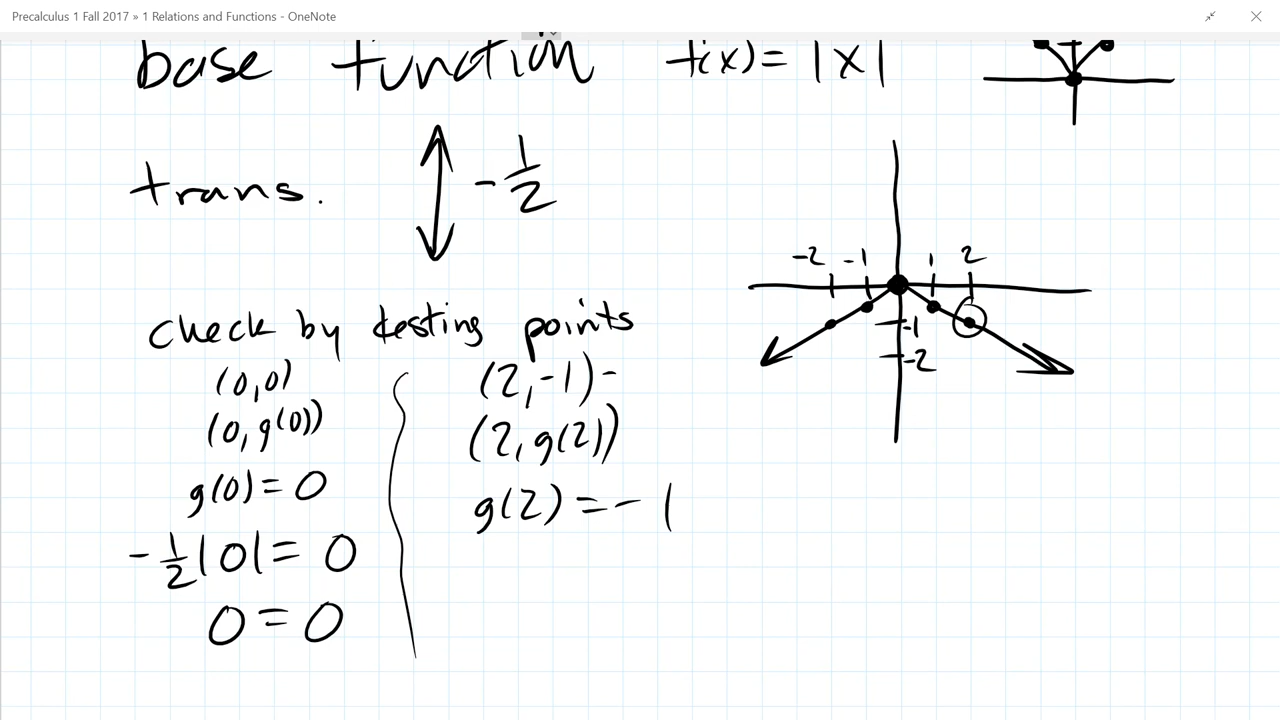 Precalculus 1 Fall 2017 » 1 Relations and Functions - OneNote
base function f(x) = |x|
trans. -1/2
-2 -1 1 2
-1
-2
check by testing points
(0,0)
(0, g(0))
g(0) = 0
-1/2|0| = 0
0 = 0
(2,-1) -
(2, g(2))
g(2) = -1